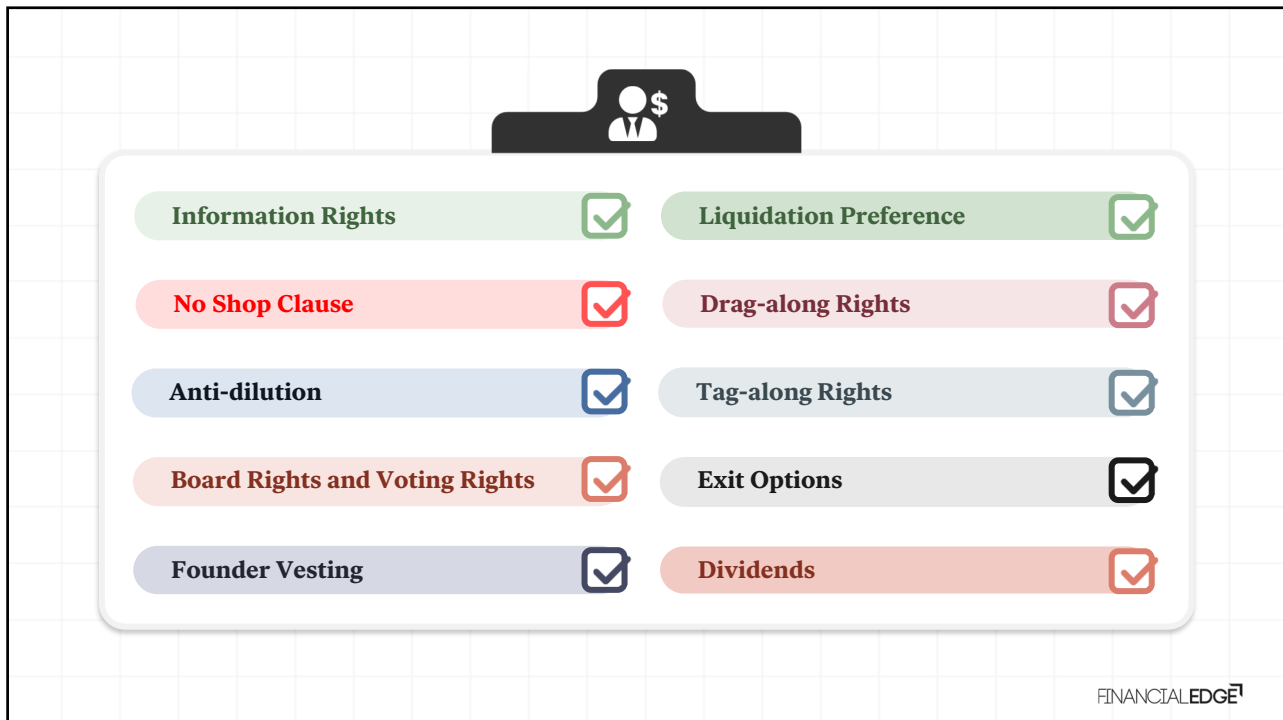 $
Information Rights
Liquidation Preference
No Shop Clause
Drag-along Rights
Anti-dilution
Tag-along Rights
Board Rights and Voting Rights
Exit Options
Founder Vesting
Dividends
FINANCIALEDGE